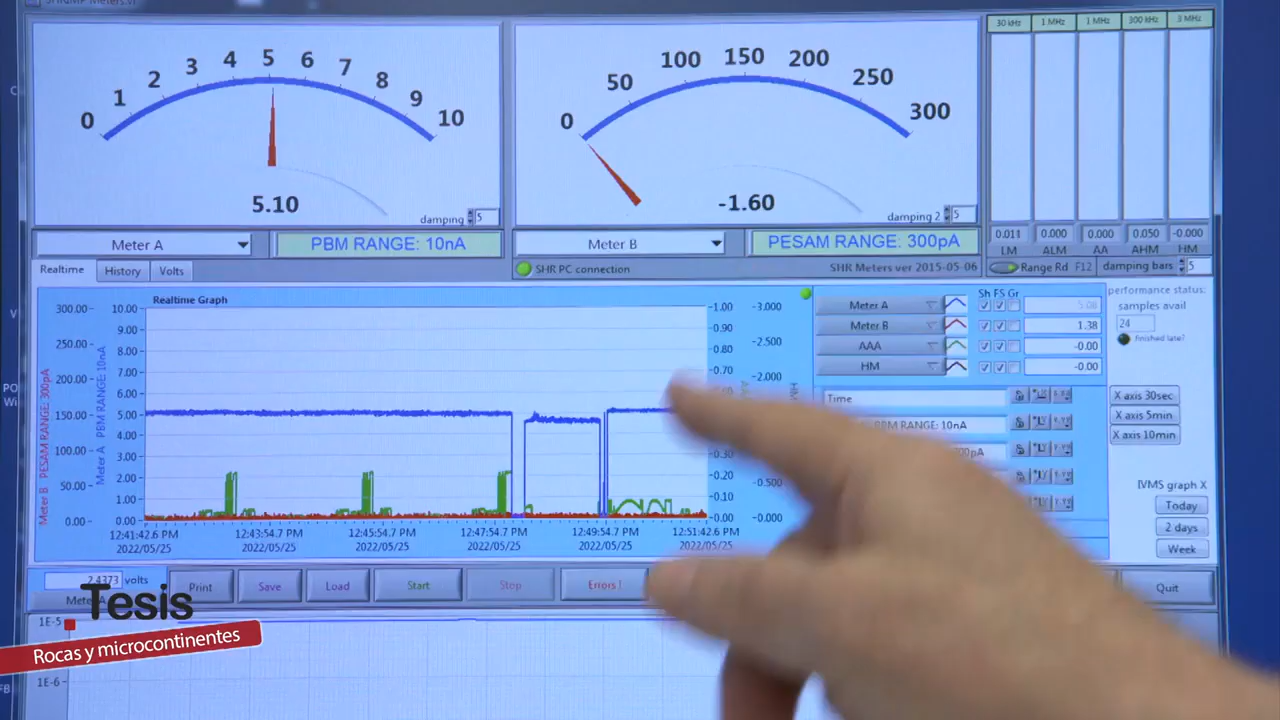 0 1 2 3 4 5 6 7 8 9 10
5.10
damping 5
Meter A
PBM RANGE: 10nA
0 50 100 150 200 250 300
-1.60
damping 2 5
Meter B
PESAM RANGE: 300pA
30 kHz 1 MHz 1 MHz 300 kHz 3 MHz
0.011 0.000 0.000 0.050 -0.000
LM ALM AA AHM HM
Range Rd F12 damping bars 5
Realtime History Volts
SHR PC connection
SHR Meters ver 2015-05-06
Realtime Graph
300.00
250.00
200.00
150.00
100.00
50.00
0.00
Meter B PESAM RANGE: 300pA
10.00
9.00
8.00
7.00
6.00
5.00
4.00
3.00
2.00
1.00
0.00
Meter A PBM RANGE: 10nA
1.00
0.90
0.80
0.70
0.30
0.20
0.10
0.00
-3.000
-2.500
-2.000
-0.500
-0.000
HM
12:41:42.6 PM 12:43:54.7 PM 12:45:54.7 PM 12:47:54.7 PM 12:49:54.7 PM 12:51:42.6 PM
2022/05/25 2022/05/25 2022/05/25 2022/05/25 2022/05/25 2022/05/25
Sh FS Gr
Meter A 5.08
Meter B 1.38
AAA -0.00
HM -0.00
Time
PBM RANGE: 10nA
performance status:
samples avail
24
finished late?
X axis 30sec
X axis 5min
X axis 10min
IVMS graph X
Today
2 days
Week
2.4373 volts
Print Save Load Start Stop Errors! Quit
1E-5
1E-6
Tesis
Rocas y microcontinentes